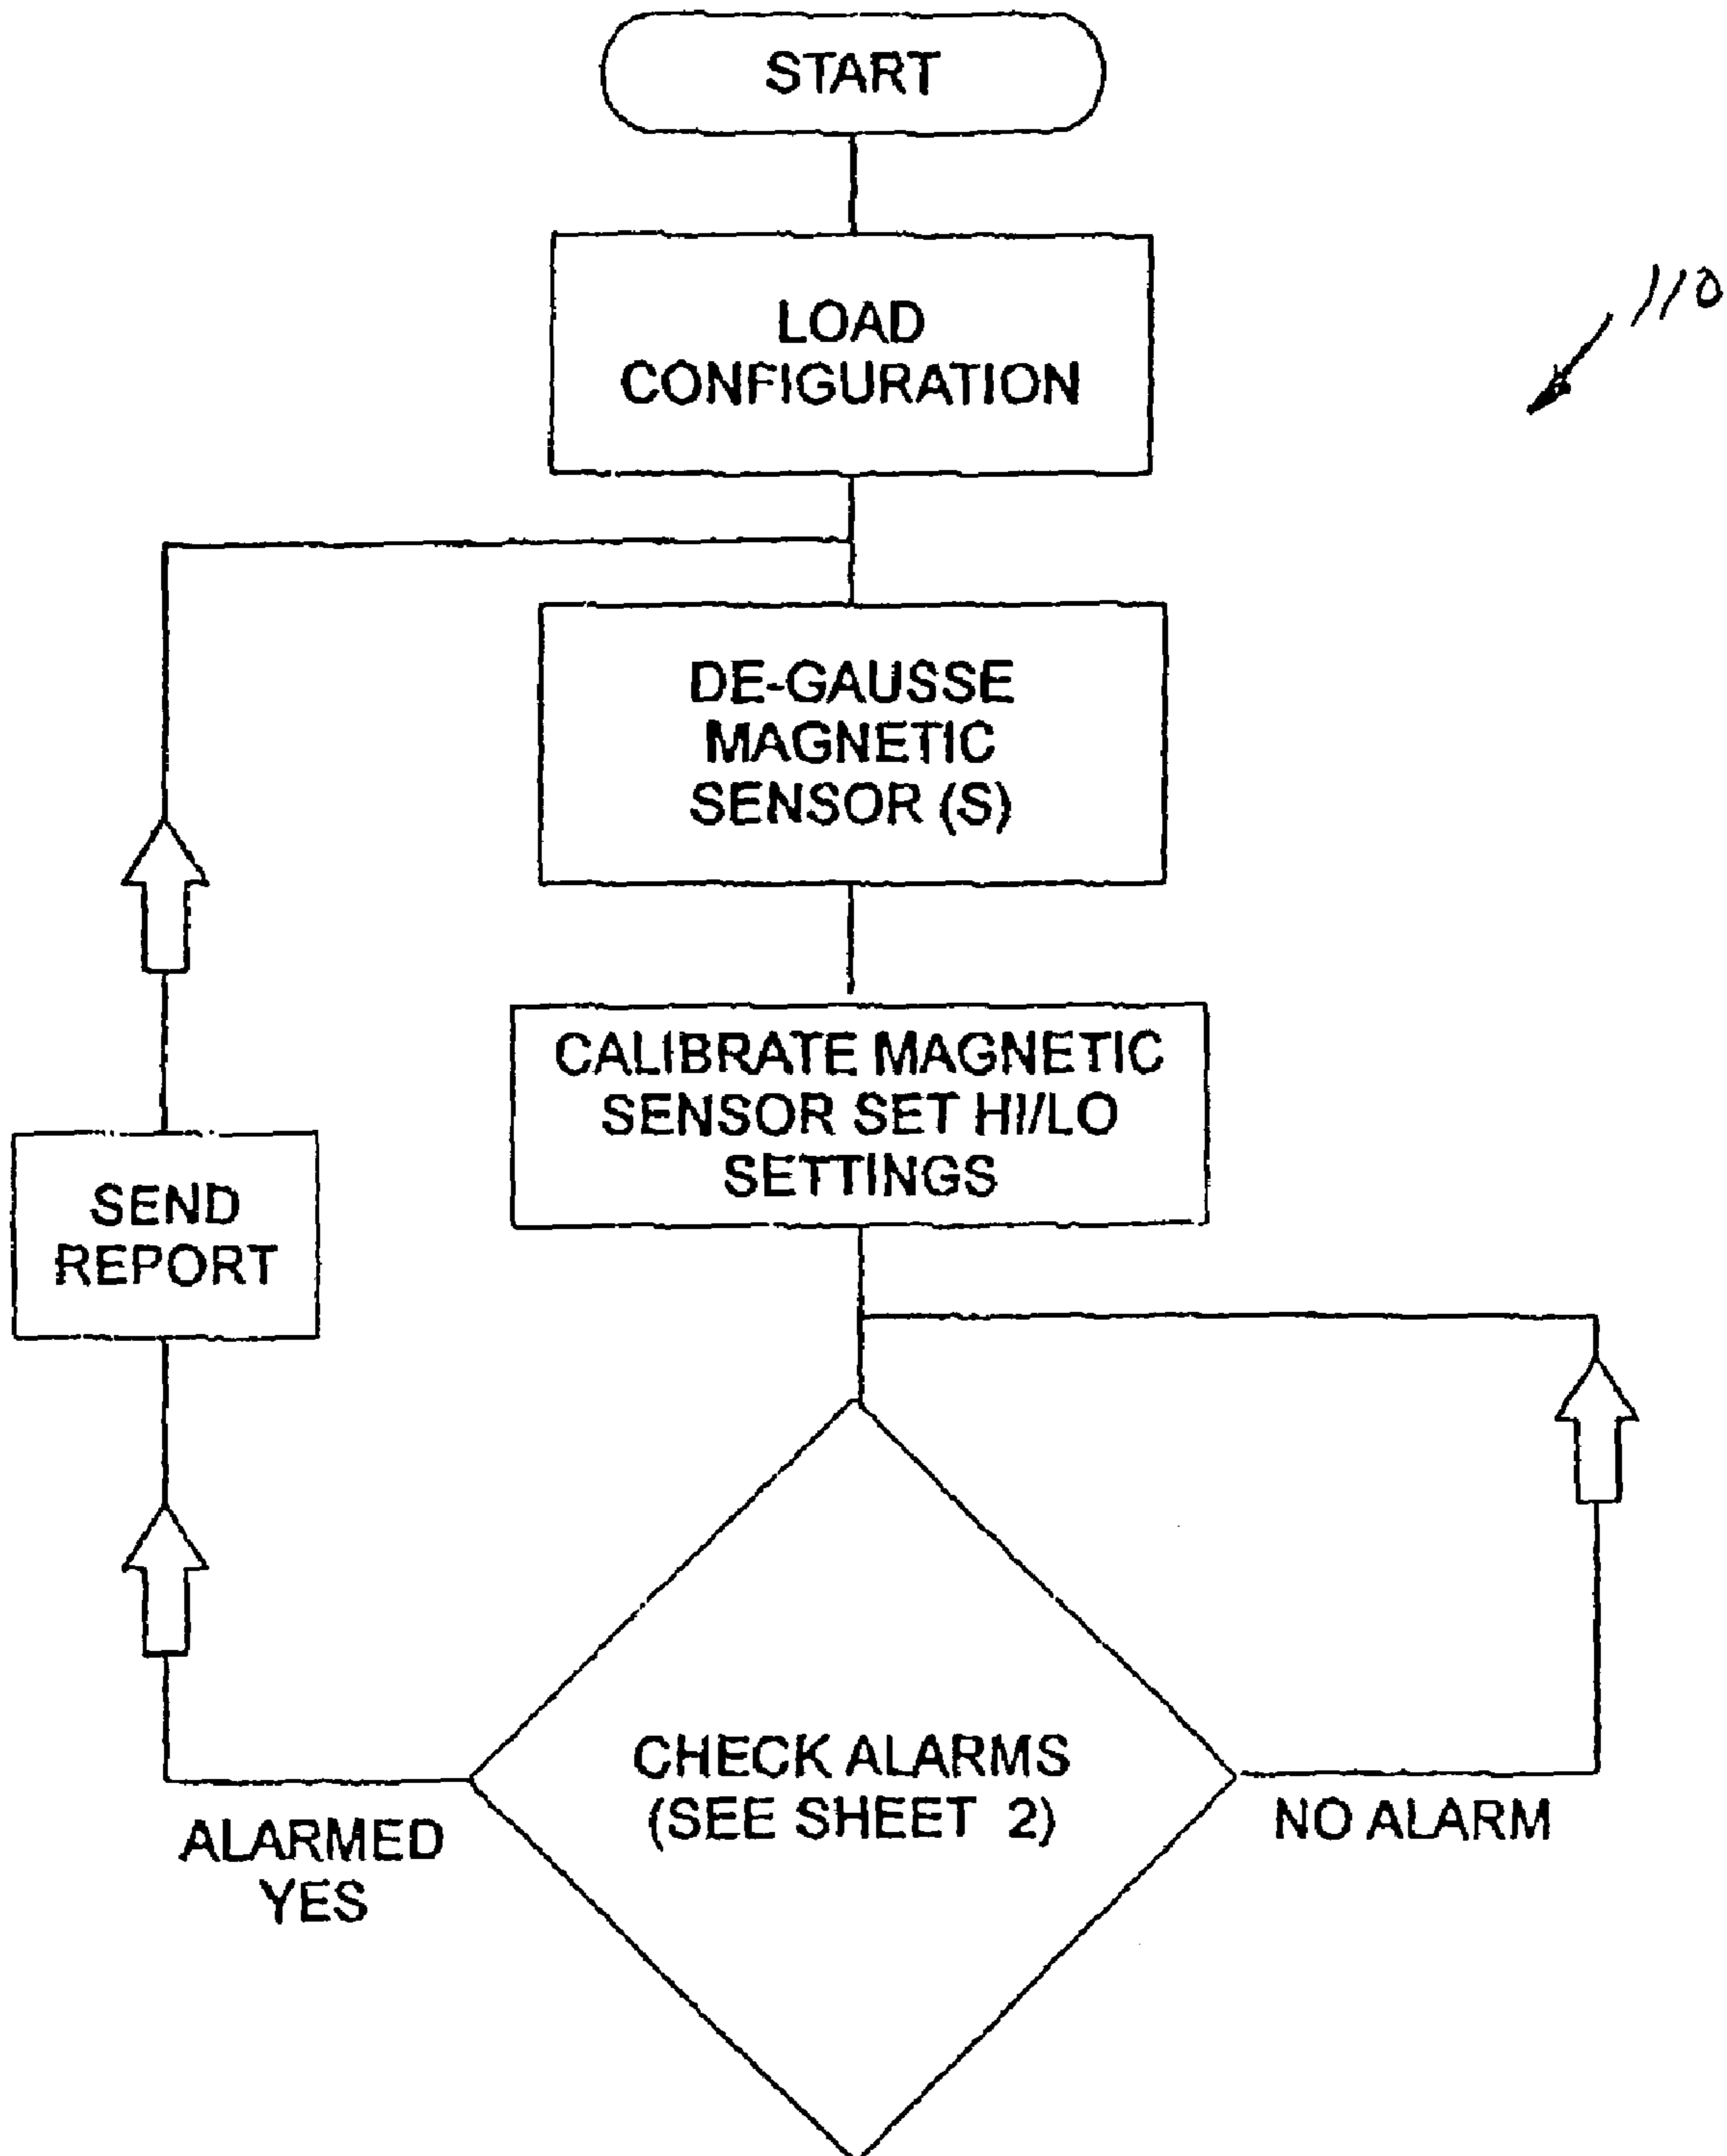 START
LOAD
CONFIGURATION
110
DE-GAUSSE
MAGNETIC
SENSOR (S)
CALIBRATE MAGNETIC
SENSOR SET HI/LO
SETTINGS
SEND
REPORT
CHECK ALARMS
(SEE SHEET 2)
ALARMED
YES
NO ALARM